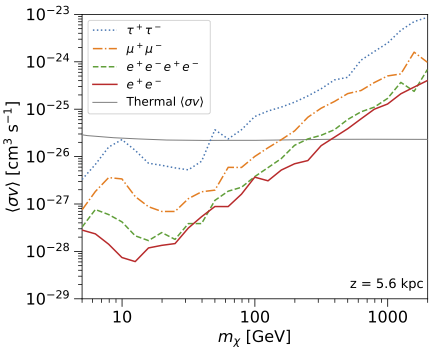 10⁻²³
10⁻²⁴
10⁻²⁵
10⁻²⁶
10⁻²⁷
10⁻²⁸
10⁻²⁹
⟨σv⟩ [cm³ s⁻¹]
τ⁺τ⁻
μ⁺μ⁻
e⁺e⁻e⁺e⁻
e⁺e⁻
Thermal ⟨σv⟩
z = 5.6 kpc
10 100 1000
mᵪ [GeV]